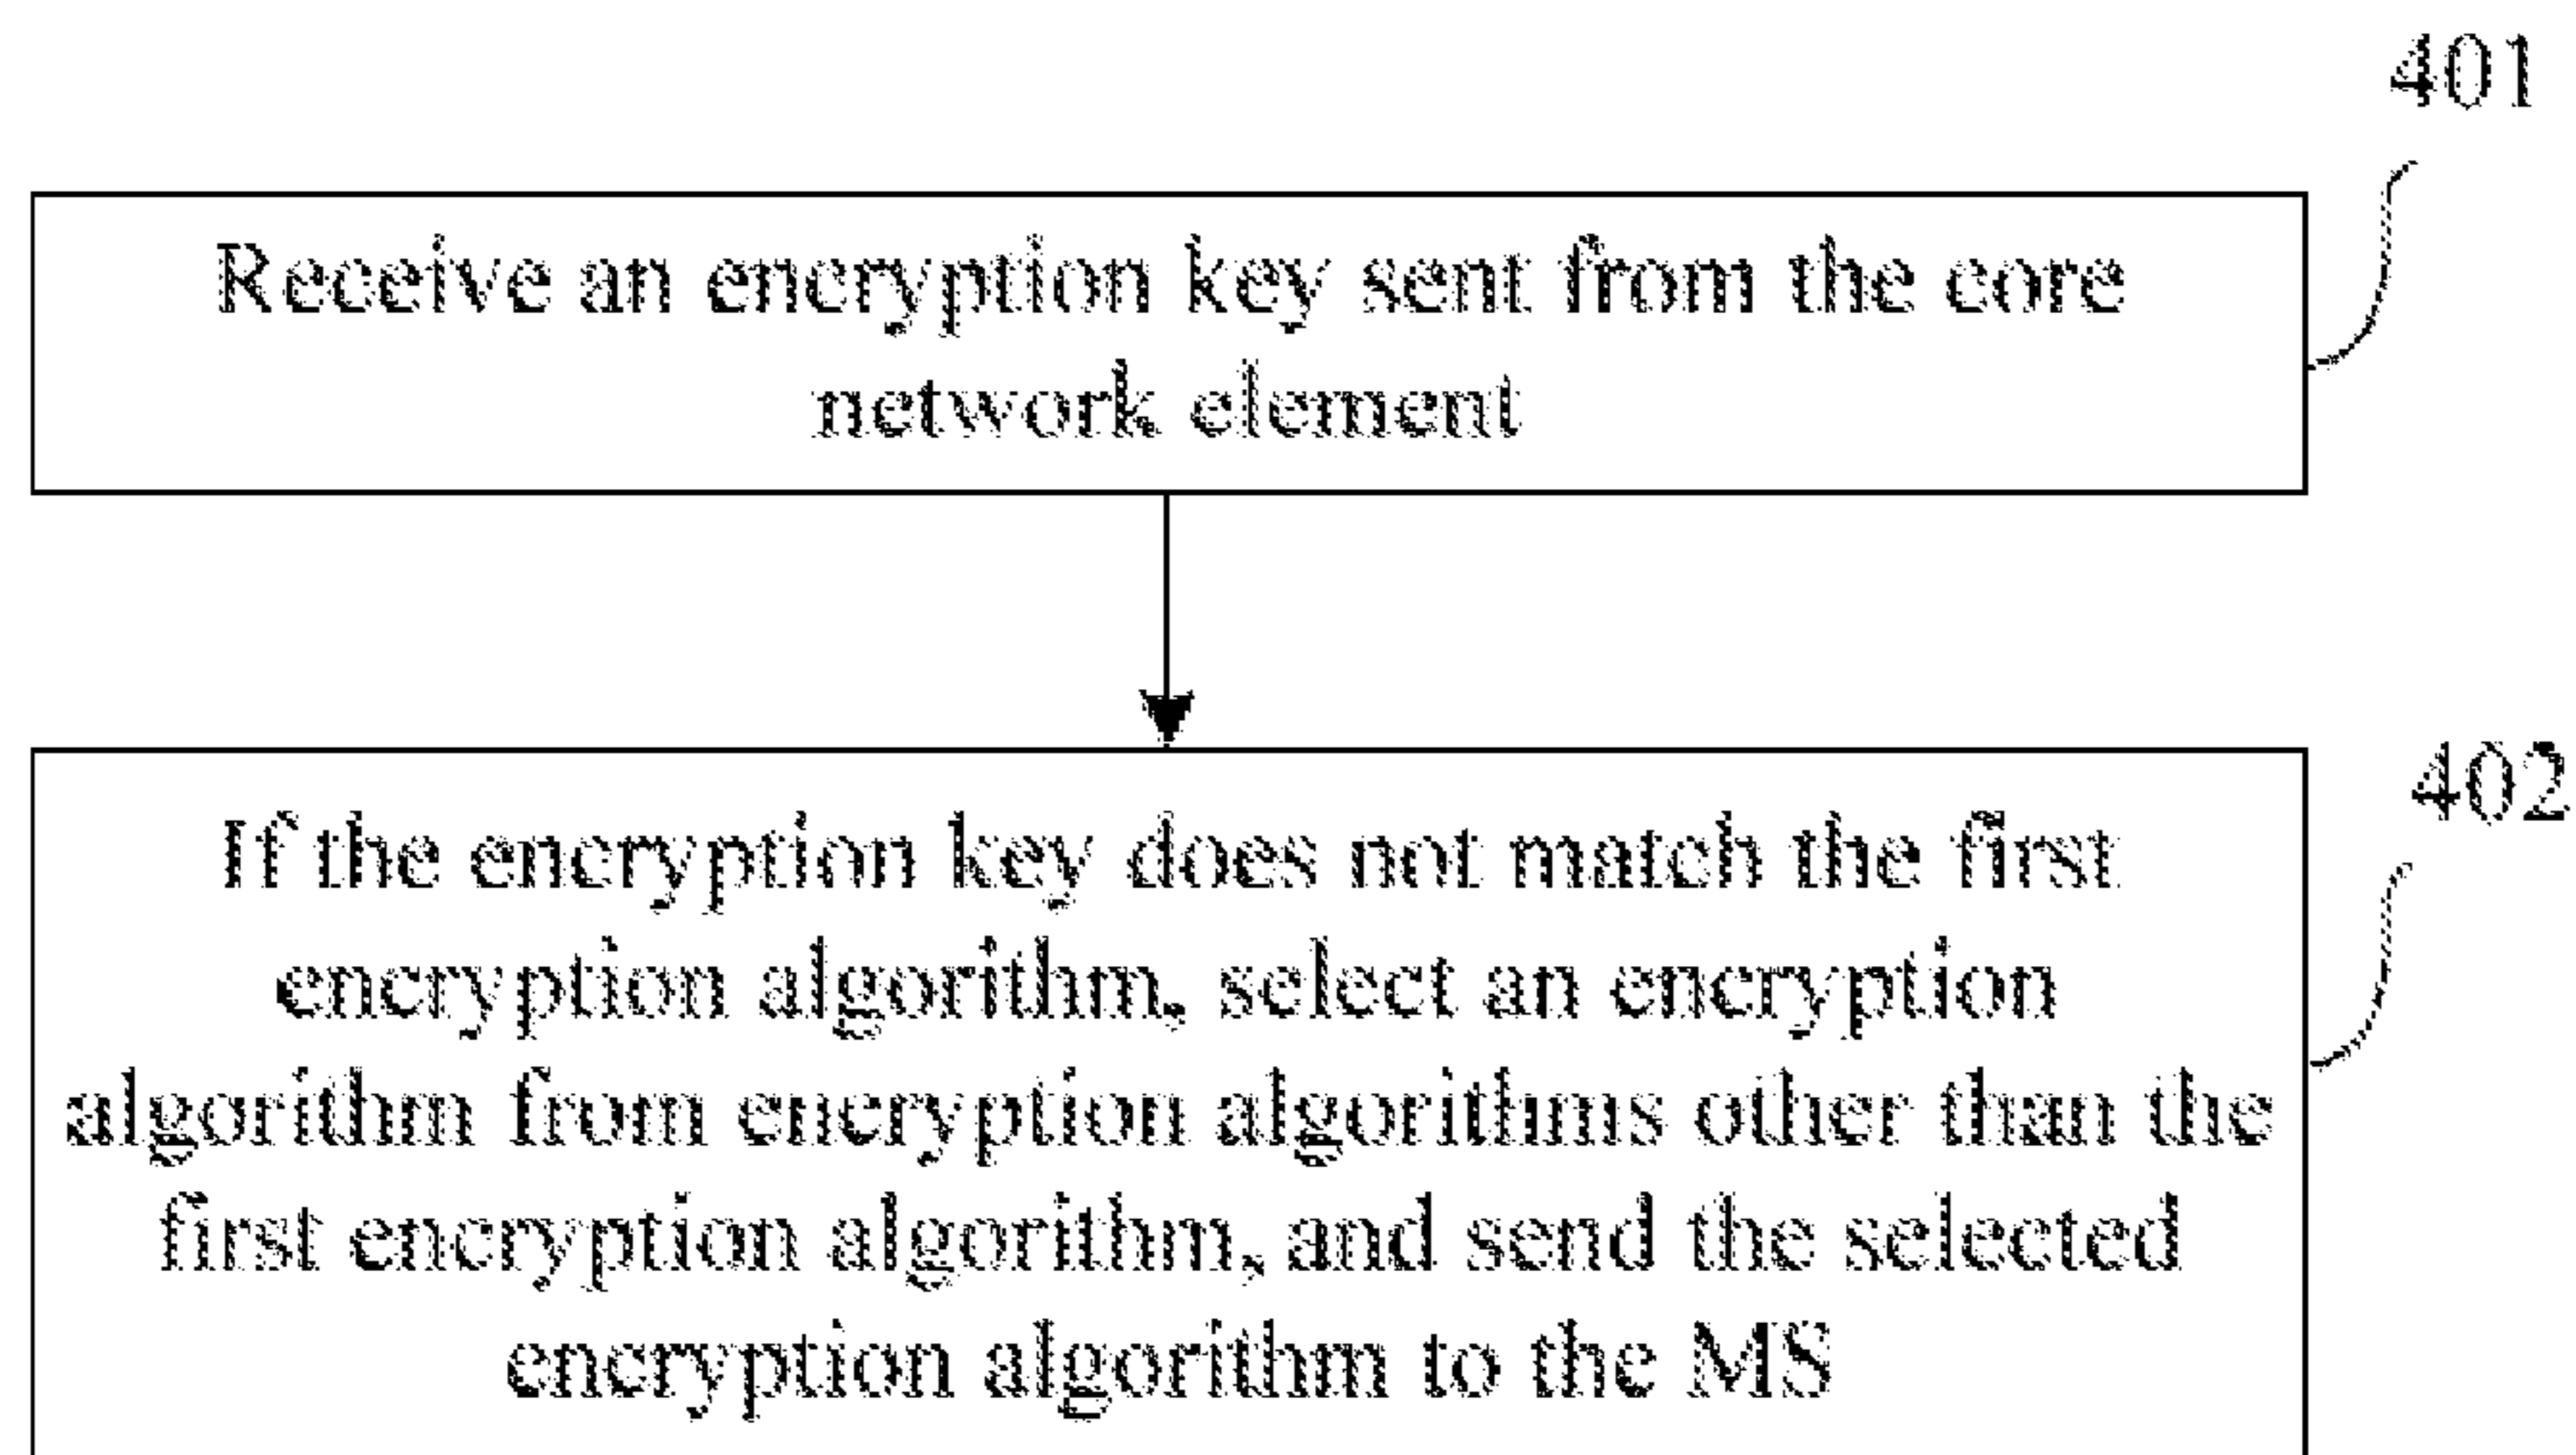 401
Receive an encryption key sent from the core
network element
402
If the encryption key does not match the first
encryption algorithm, select an encryption
algorithm from encryption algorithms other than the
first encryption algorithm, and send the selected
encryption algorithm to the MS